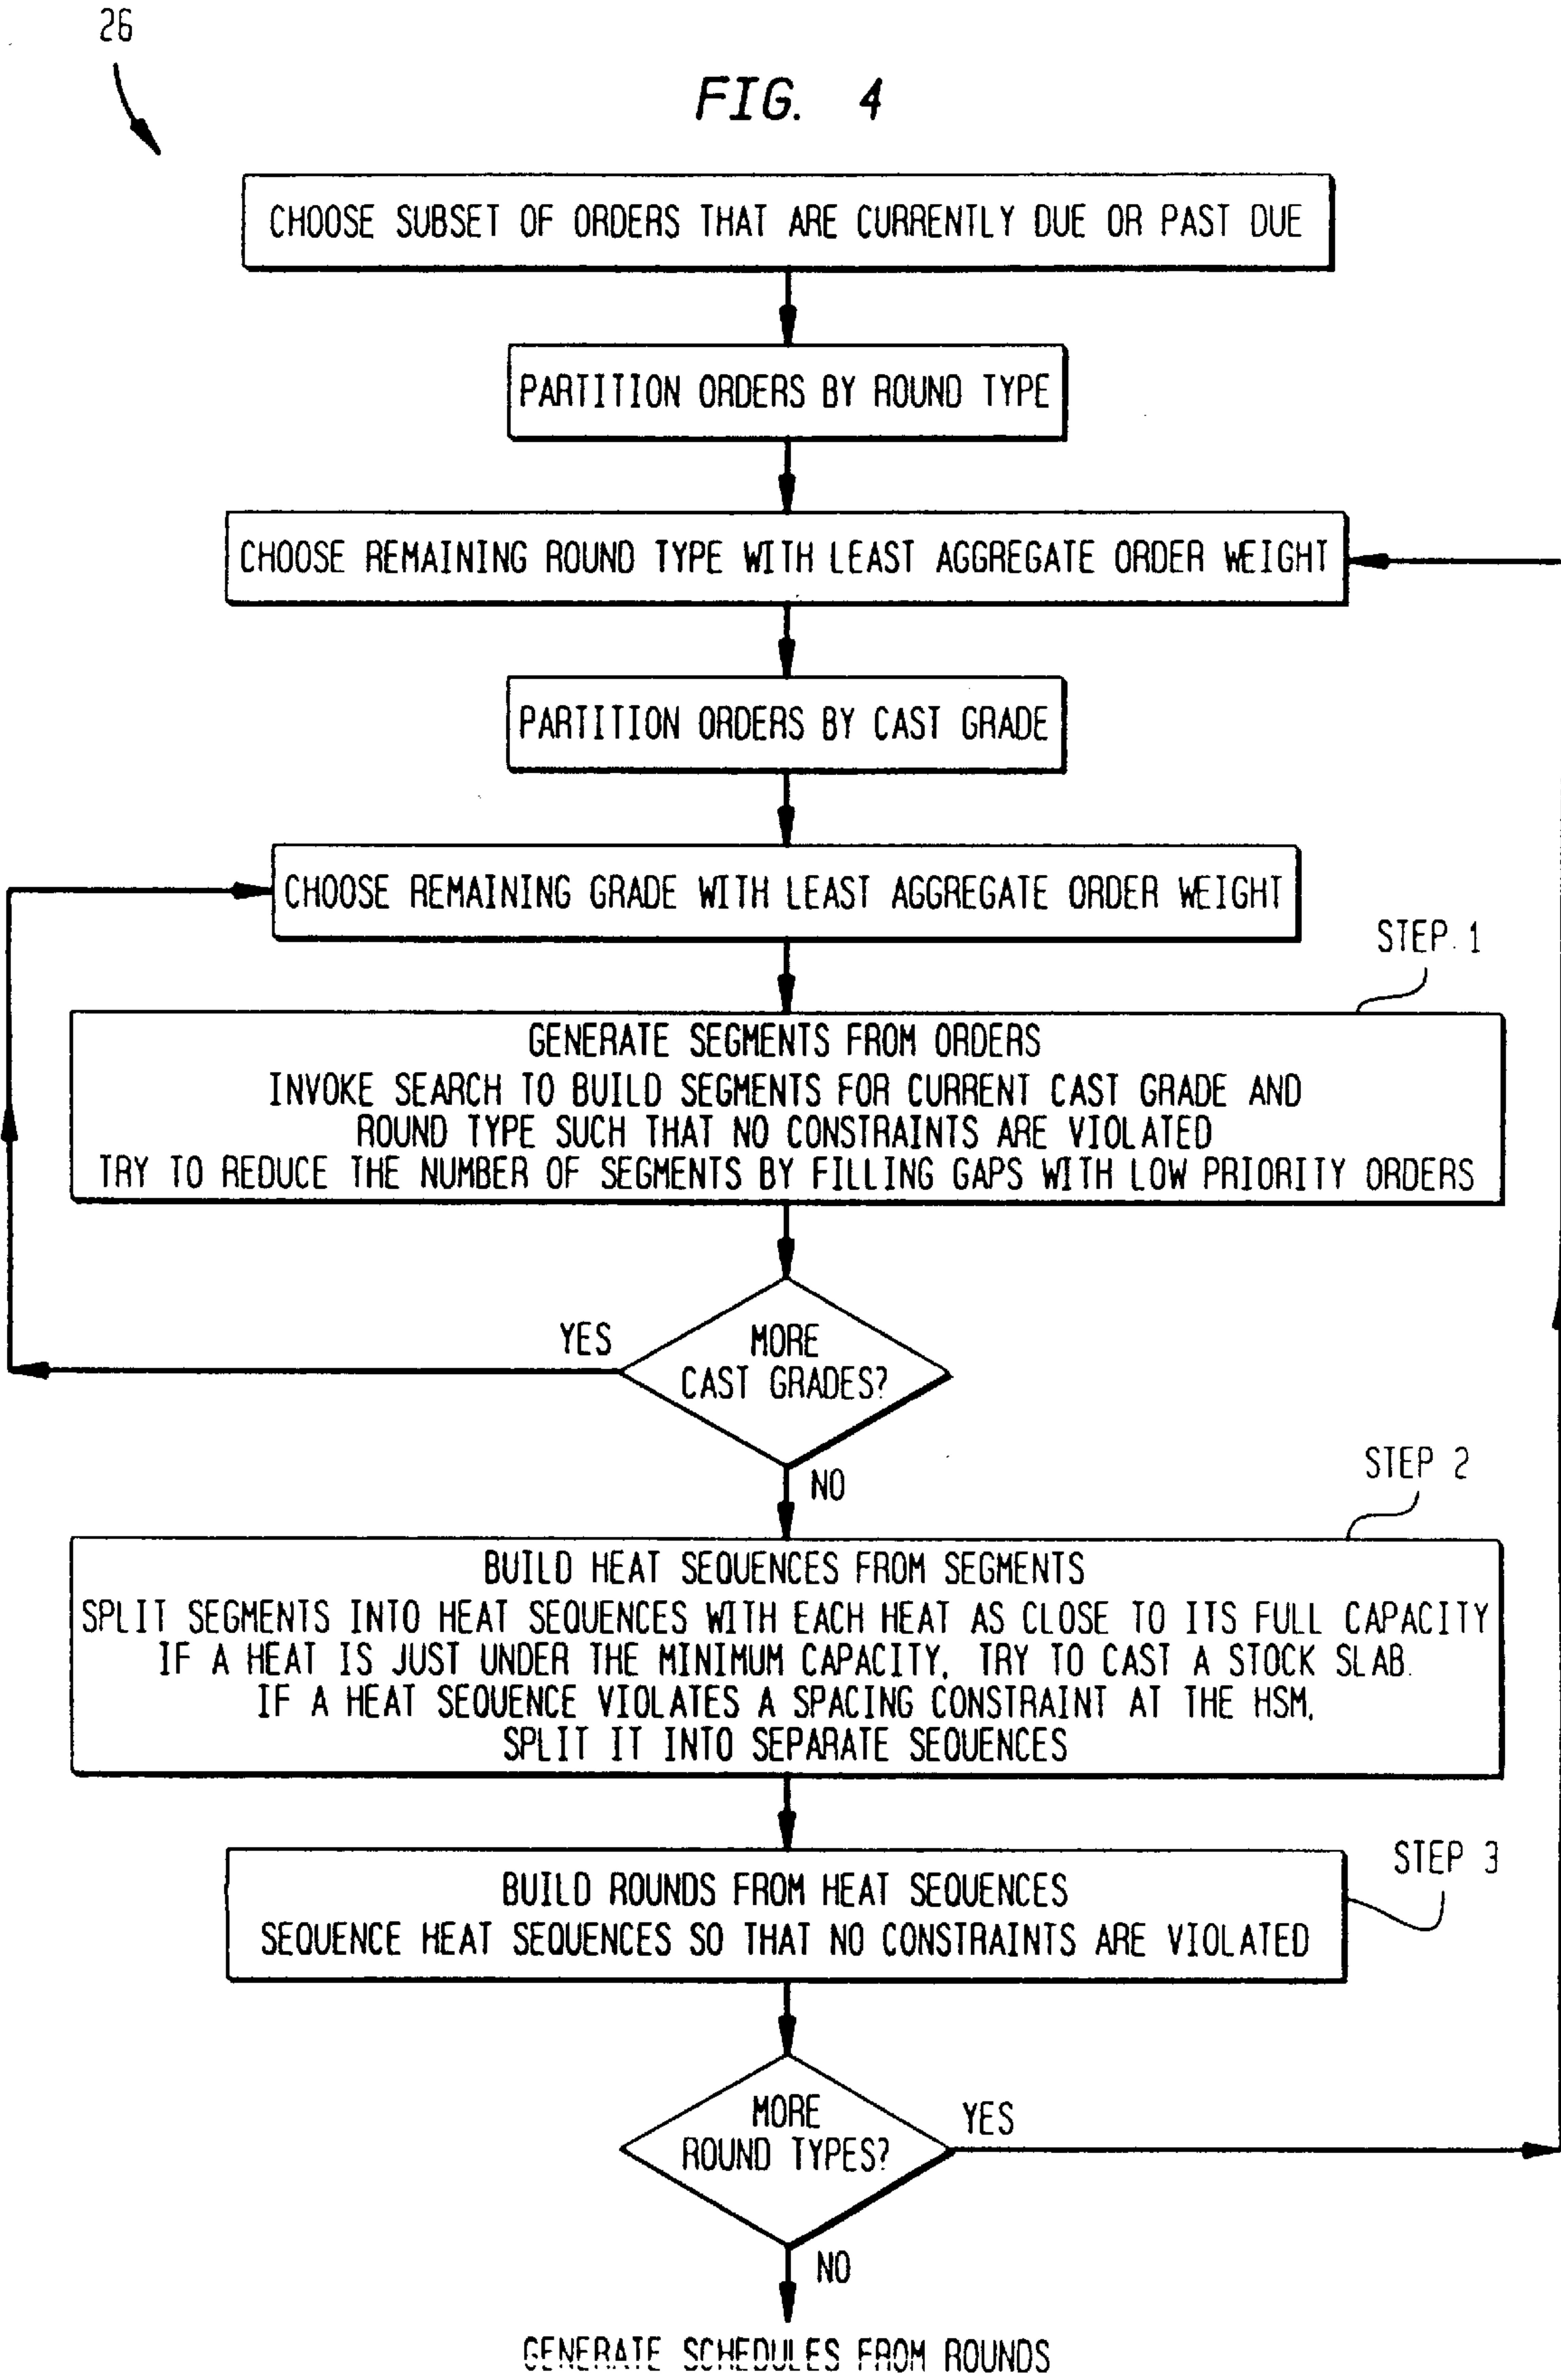 26
FIG. 4
CHOOSE SUBSET OF ORDERS THAT ARE CURRENTLY DUE OR PAST DUE
PARTITION ORDERS BY ROUND TYPE
CHOOSE REMAINING ROUND TYPE WITH LEAST AGGREGATE ORDER WEIGHT
PARTITION ORDERS BY CAST GRADE
CHOOSE REMAINING GRADE WITH LEAST AGGREGATE ORDER WEIGHT
STEP 1
GENERATE SEGMENTS FROM ORDERS
INVOKE SEARCH TO BUILD SEGMENTS FOR CURRENT CAST GRADE AND
ROUND TYPE SUCH THAT NO CONSTRAINTS ARE VIOLATED
TRY TO REDUCE THE NUMBER OF SEGMENTS BY FILLING GAPS WITH LOW PRIORITY ORDERS
YES
MORE
CAST GRADES?
NO
STEP 2
BUILD HEAT SEQUENCES FROM SEGMENTS
SPLIT SEGMENTS INTO HEAT SEQUENCES WITH EACH HEAT AS CLOSE TO ITS FULL CAPACITY
IF A HEAT IS JUST UNDER THE MINIMUM CAPACITY, TRY TO CAST A STOCK SLAB.
IF A HEAT SEQUENCE VIOLATES A SPACING CONSTRAINT AT THE HSM,
SPLIT IT INTO SEPARATE SEQUENCES
STEP 3
BUILD ROUNDS FROM HEAT SEQUENCES
SEQUENCE HEAT SEQUENCES SO THAT NO CONSTRAINTS ARE VIOLATED
MORE
ROUND TYPES?
YES
NO
GENERATE SCHEDULES FROM ROUNDS